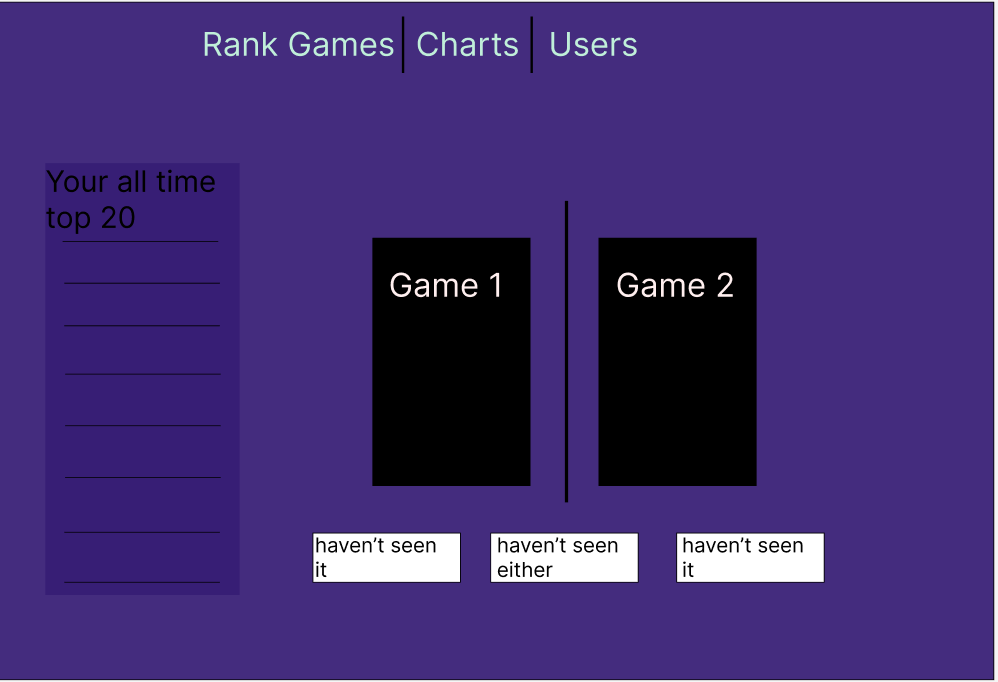 Rank Games Charts Users
Your all time
top 20
Game 1
Game 2
haven’t seen
it
haven’t seen
either
haven’t seen
it